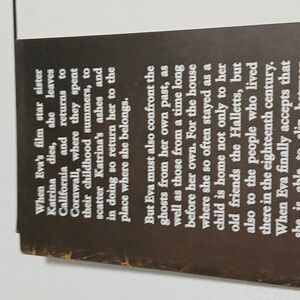 When Eva's film star sister
Katrina dies, she leaves
California and returns to
Cornwall, where they spent
their childhood summers, to
scatter Katrina's ashes and
in doing so return her to the
place where she belongs.
But Eva must also confront the
ghosts from her own past, as
well as those from a time long
before her own. For the house
where she so often stayed as a
child is home not only to her
old friends the Halletts, but
also to the people who lived
there in the eighteenth century.
When Eva finally accepts that
she is able to